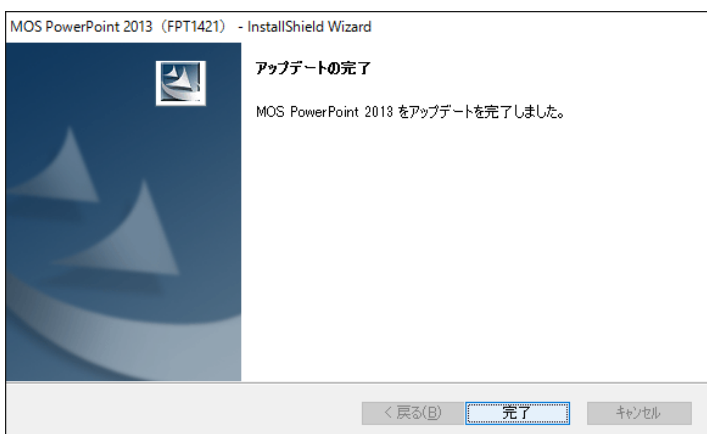 MOS PowerPoint 2013（FPT1421） - InstallShield Wizard
アップデートの完了
MOS PowerPoint 2013 をアップデートを完了しました。
< 戻る(B) 完了 キャンセル